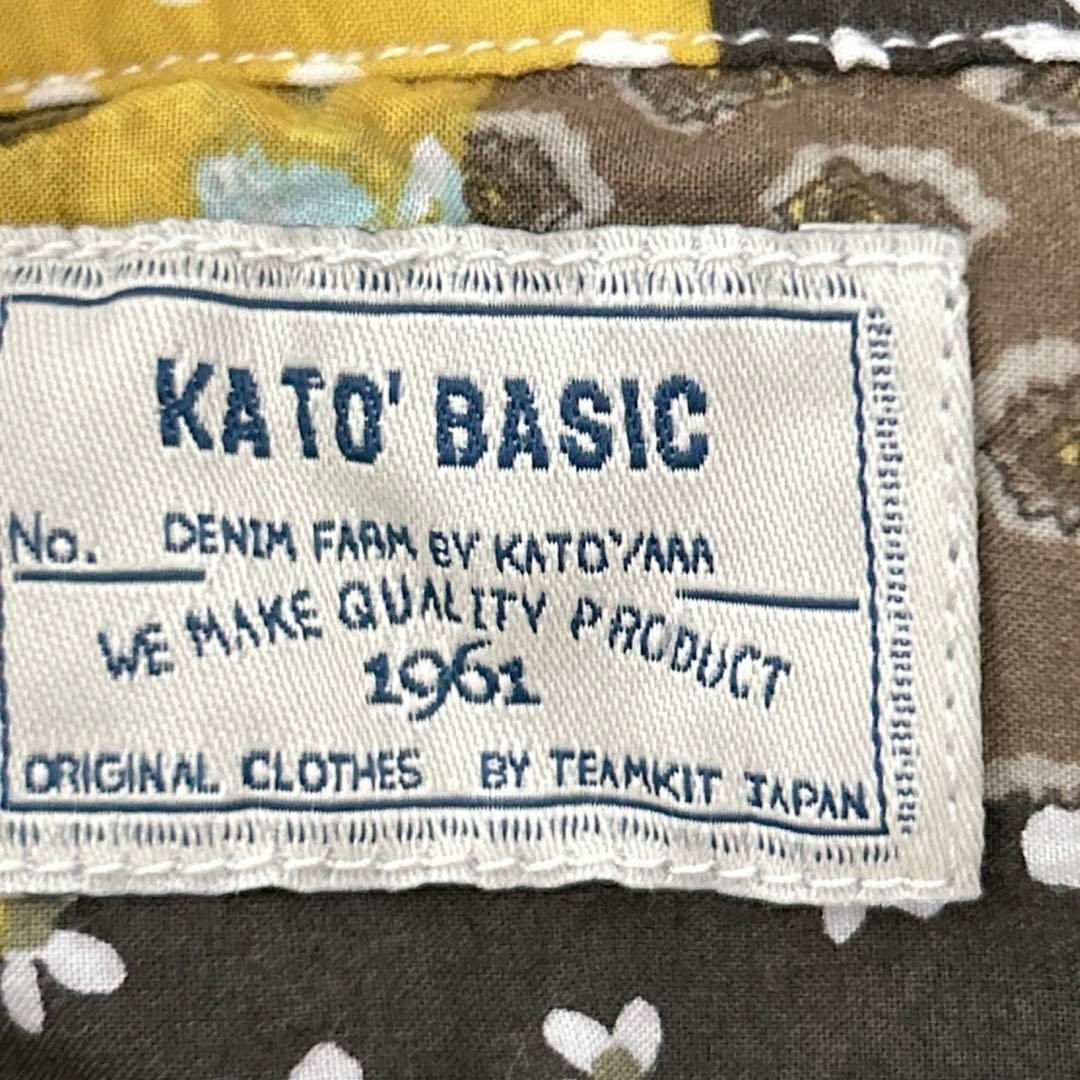 KATO' BASIC
No. DENIM FARM BY KATO'/AAA
WE MAKE QUALITY PRODUCT
1961
ORIGINAL CLOTHES BY TEAMKIT JAPAN